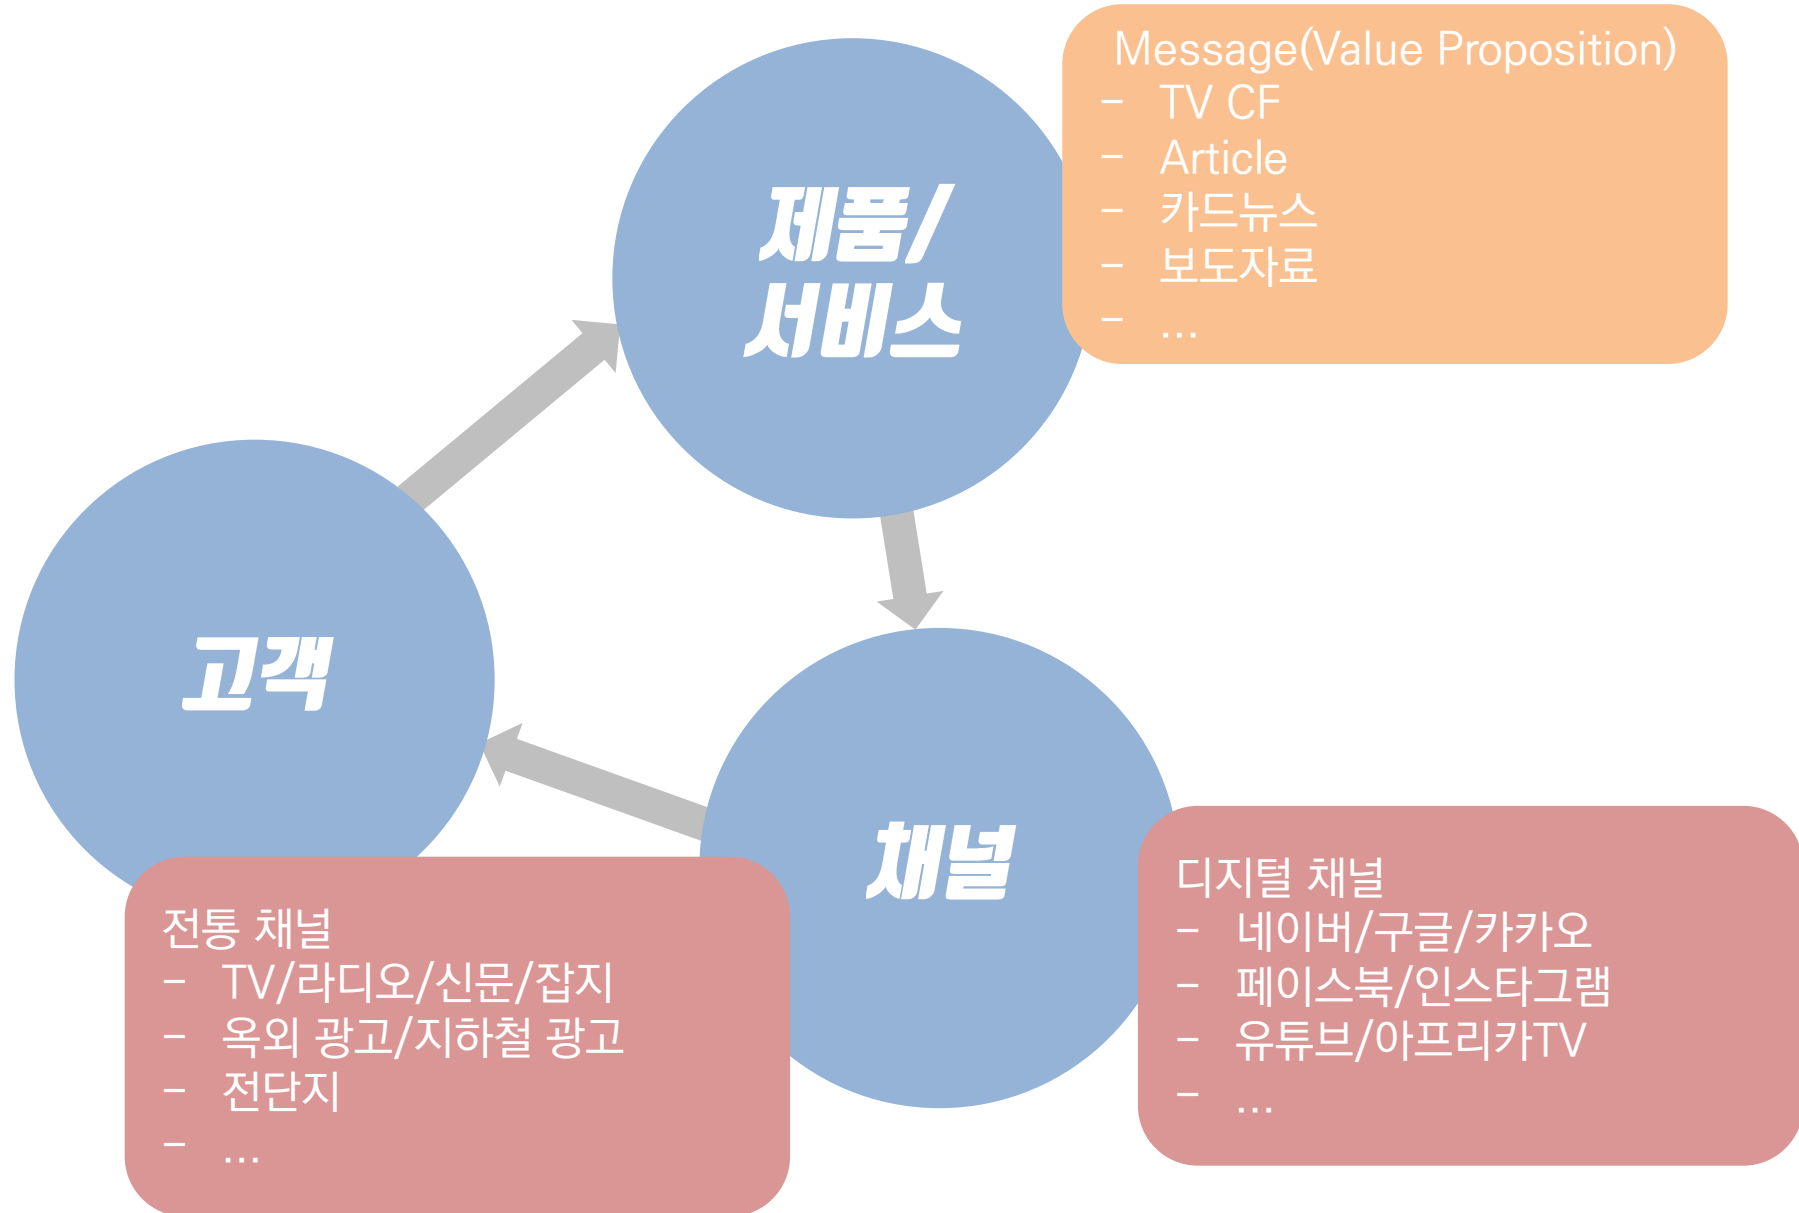 Message(Value Proposition)
- TV CF
- Article
- 카드뉴스
- 보도자료
- ...
제품/
서비스
고객
채널
전통 채널
- TV/라디오/신문/잡지
- 옥외 광고/지하철 광고
- 전단지
- ...
디지털 채널
- 네이버/구글/카카오
- 페이스북/인스타그램
- 유튜브/아프리카TV
- ...